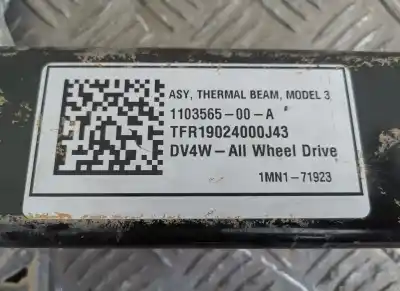 ASY, THERMAL BEAM, MODEL 3
1103565-00-A
TFR19024000J43
DV4W-All Wheel Drive
1MN1-71923